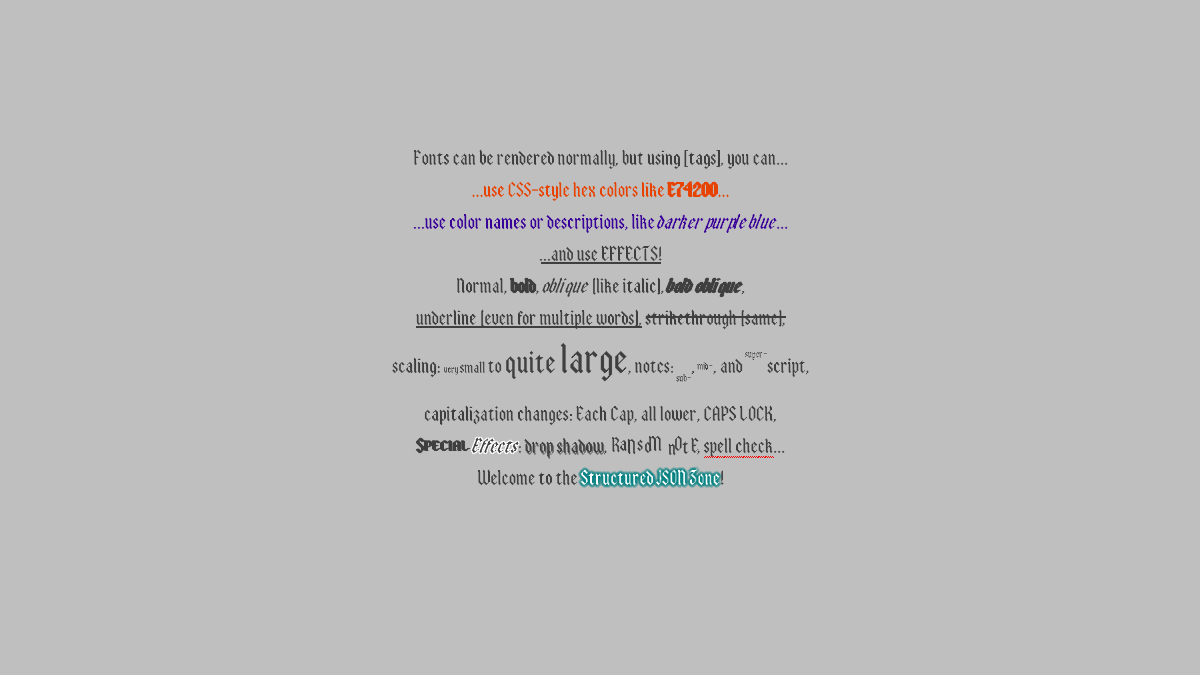 Fonts can be rendered normally, but using [tags], you can...
...use CSS-style hex colors like E74200...
...use color names or descriptions, like darker purple blue...
...and use EFFECTS!
Normal, bold, oblique (like italic), bold oblique,
underline (even for multiple words), strikethrough (same),
scaling: very small to quite large, notes: sub-, mid-, and super- script,
capitalization changes: Each Cap, all lower, CAPS LOCK,
Special Effects: drop shadow, RaNsoM nOtE, spell check...
Welcome to the Structured JSON Zone!